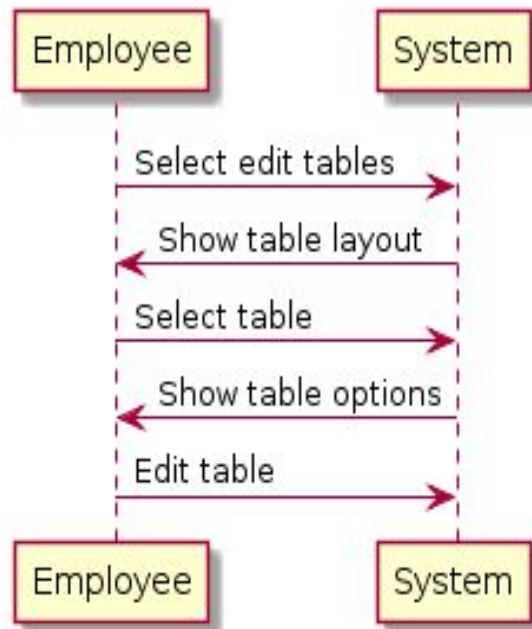 Employee
System
Select edit tables
Show table layout
Select table
Show table options
Edit table
Employee
System